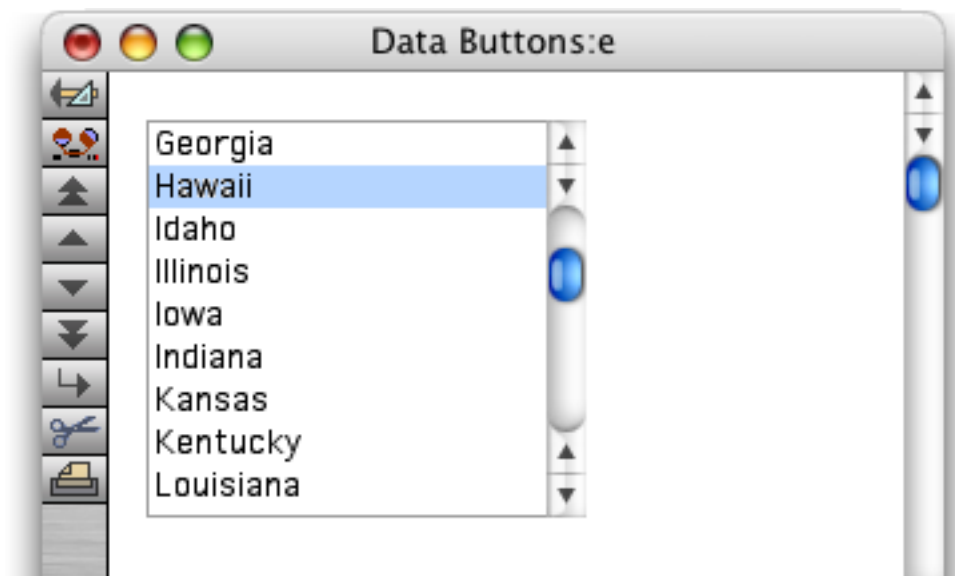 Data Buttons:e
Georgia
Hawaii
Idaho
Illinois
Iowa
Indiana
Kansas
Kentucky
Louisiana